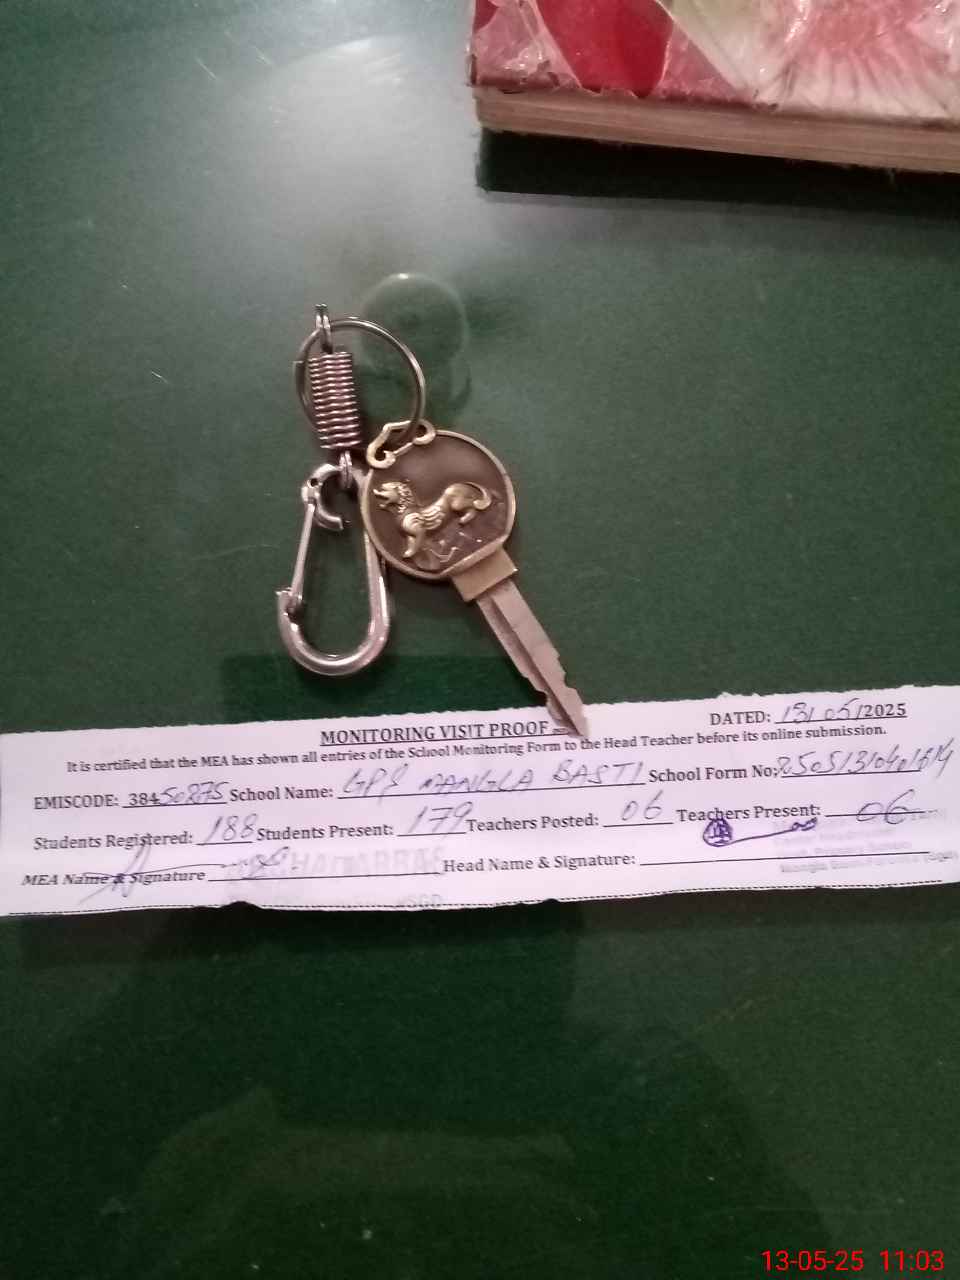 MONITORING VISIT PROOF
DATED: 13/05/2025
It is certified that the MEA has shown all entries of the School Monitoring Form to the Head Teacher before its online submission.
EMISCODE: 38450875 School Name: GPS MANGLA BASTI School Form No:
Students Registered: 188 Students Present: 179 Teachers Posted: 06 Teachers Present: 06
MEA Name & Signature Head Name & Signature:
13-05-25 11:03